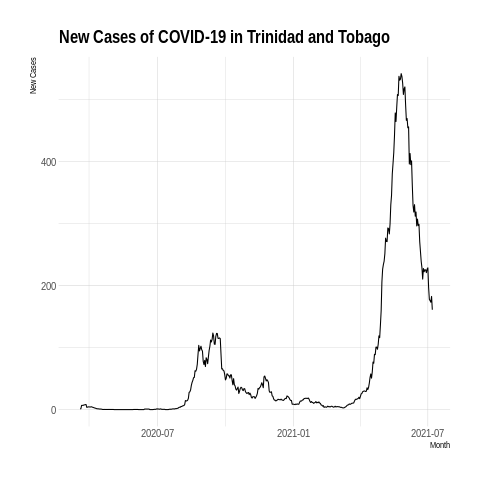 New Cases of COVID-19 in Trinidad and Tobago
New Cases
400
200
0
2020-07
2021-01
2021-07
Month